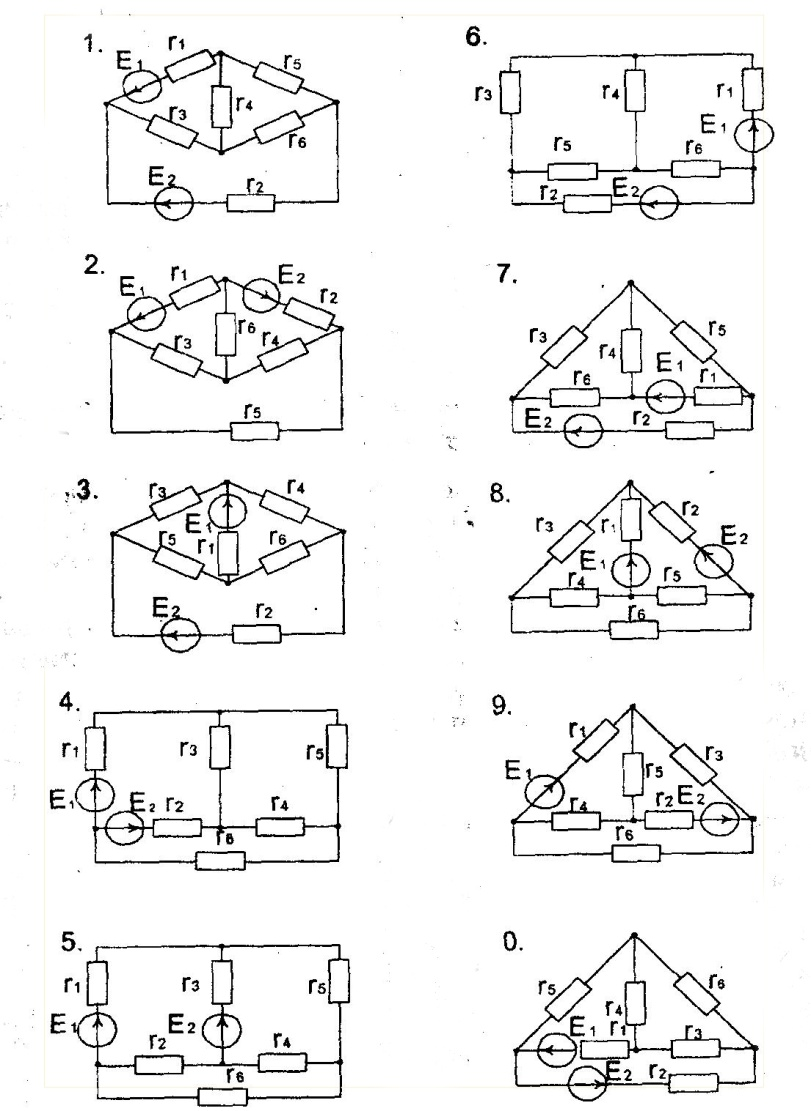 1.
E1 r1 r5
r3 r4 r6
E2 r2
2.
E1 r1 E2 r2
r3 r6 r4
r5
3.
r3 E1 r4
r5 r1 r6
E2 r2
4.
r1 r3 r5
E1 E2 r2 r4
r6
5.
r1 r3 r5
E1 r2 E2 r4
r6
6.
r3 r4 r1
E1
r5 r6
r2 E2
7.
r3 r4 r5
r6 E1 r1
E2 r2
8.
r3 r1 r2
E1 E2
r4 r5
r6
9.
r1 r3
E1 r5
r4 r2 E2
r6
0.
r5 r4 r6
E1 r1 r3
E2 r2